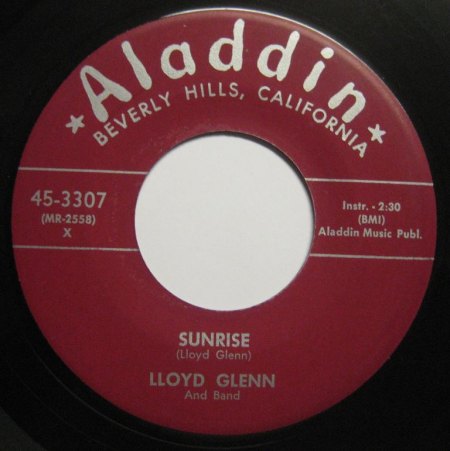 ★ Aladdin ★
BEVERLY HILLS, CALIFORNIA
45-3307
(MR-2558)
X
Instr. - 2:30
(BMI)
Aladdin Music Publ.
SUNRISE
(Lloyd Glenn)
LLOYD GLENN
And Band